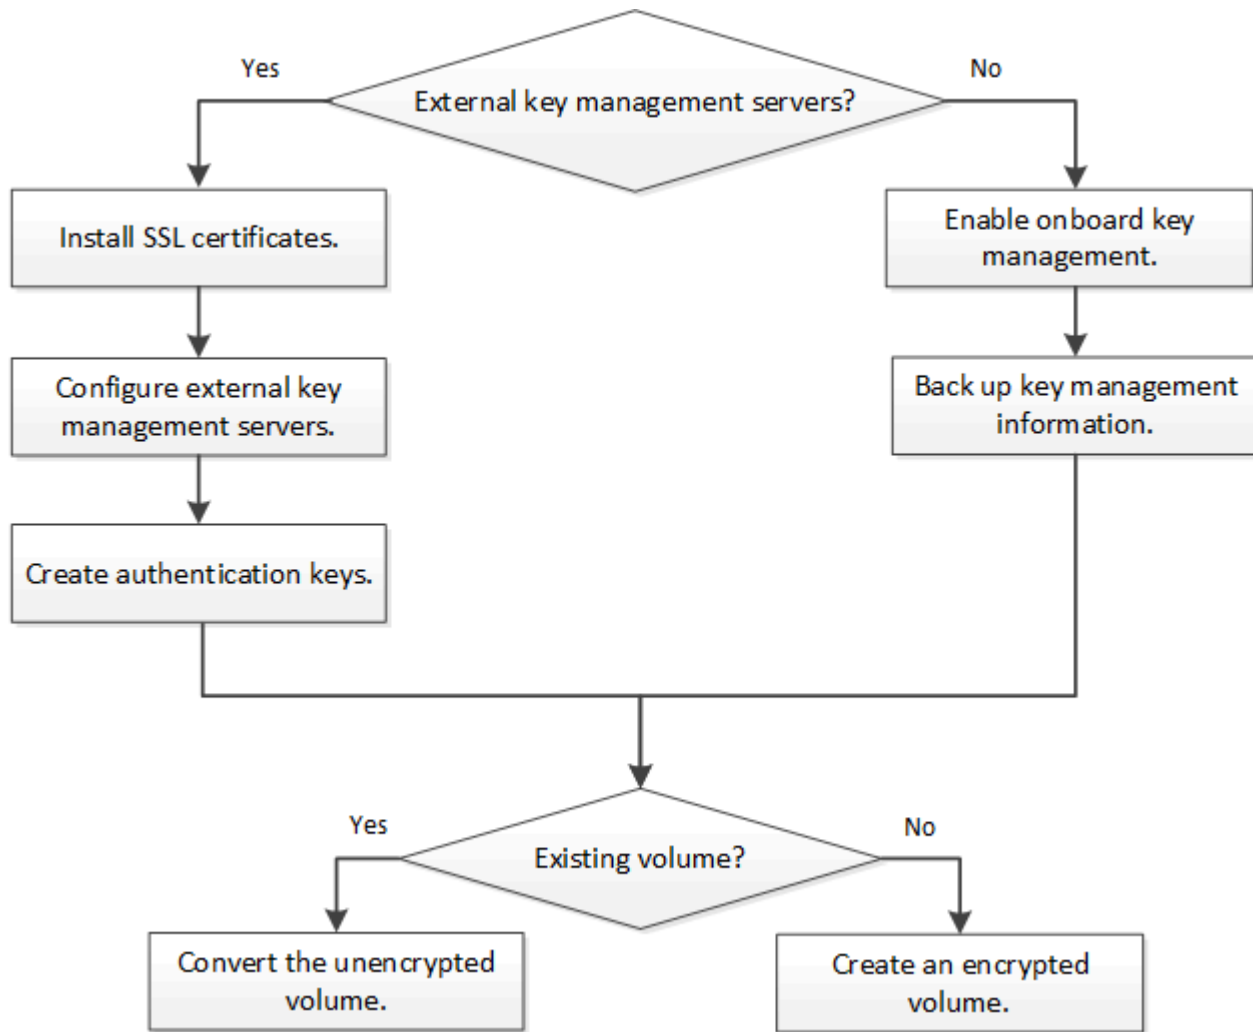 Yes
No
External key management servers?
Install SSL certificates.
Enable onboard key
management.
Configure external key
management servers.
Back up key management
information.
Create authentication keys.
Yes
No
Existing volume?
Convert the unencrypted
volume.
Create an encrypted
volume.